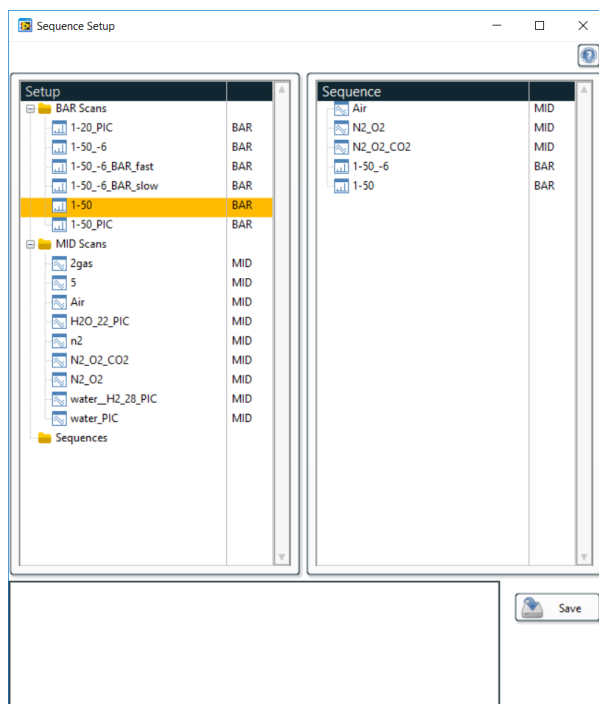 Sequence Setup
Setup
BAR Scans
1-20_PIC BAR
1-50_-6 BAR
1-50_-6_BAR_fast BAR
1-50_-6_BAR_slow BAR
1-50 BAR
1-50_PIC BAR
MID Scans
2gas MID
5 MID
Air MID
H2O_22_PIC MID
n2 MID
N2_O2_CO2 MID
N2_O2 MID
water__H2_28_PIC MID
water_PIC MID
Sequences
Sequence
Air MID
N2_O2 MID
N2_O2_CO2 MID
1-50_-6 BAR
1-50 BAR
Save